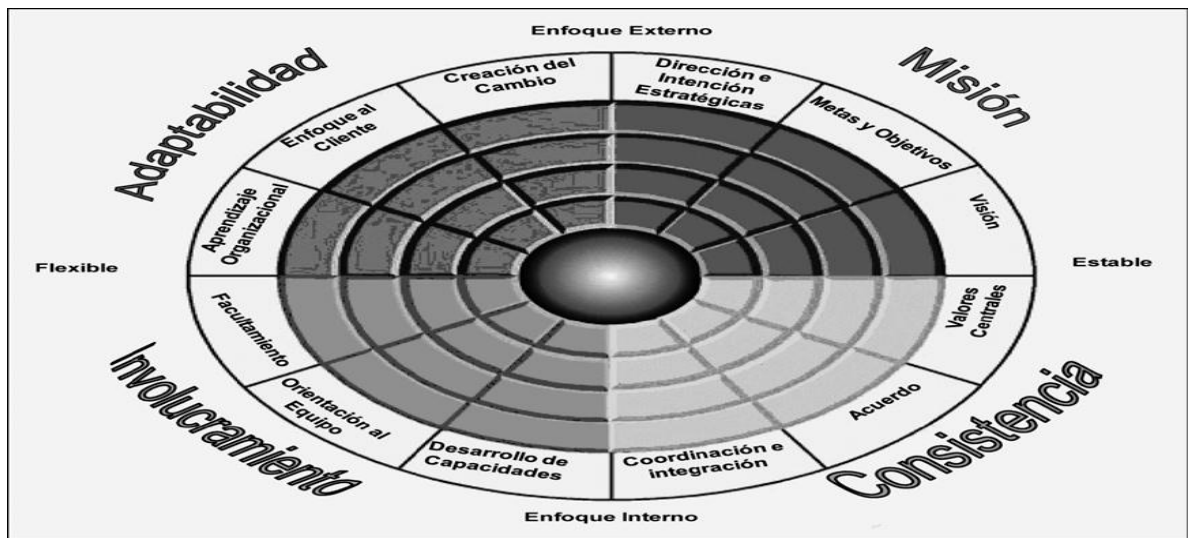 Enfoque Externo
Adaptabilidad
Misión
Creación del
Cambio
Dirección e
Intención
Estratégicas
Enfoque al
Cliente
Metas y Objetivos
Aprendizaje
Organizacional
Visión
Flexible
Estable
Facultamiento
Valores
Centrales
Orientación al
Equipo
Acuerdo
Desarrollo de
Capacidades
Coordinación e
integración
Involucramiento
Consistencia
Enfoque Interno